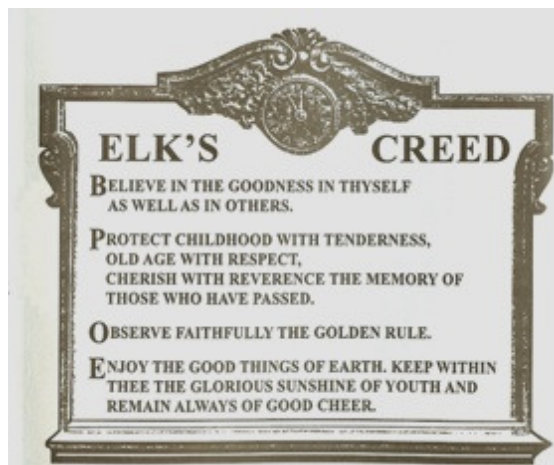 ELK'S CREED
BELIEVE IN THE GOODNESS IN THYSELF
AS WELL AS IN OTHERS.
PROTECT CHILDHOOD WITH TENDERNESS,
OLD AGE WITH RESPECT,
CHERISH WITH REVERENCE THE MEMORY OF
THOSE WHO HAVE PASSED.
OBSERVE FAITHFULLY THE GOLDEN RULE.
ENJOY THE GOOD THINGS OF EARTH. KEEP WITHIN
THEE THE GLORIOUS SUNSHINE OF YOUTH AND
REMAIN ALWAYS OF GOOD CHEER.